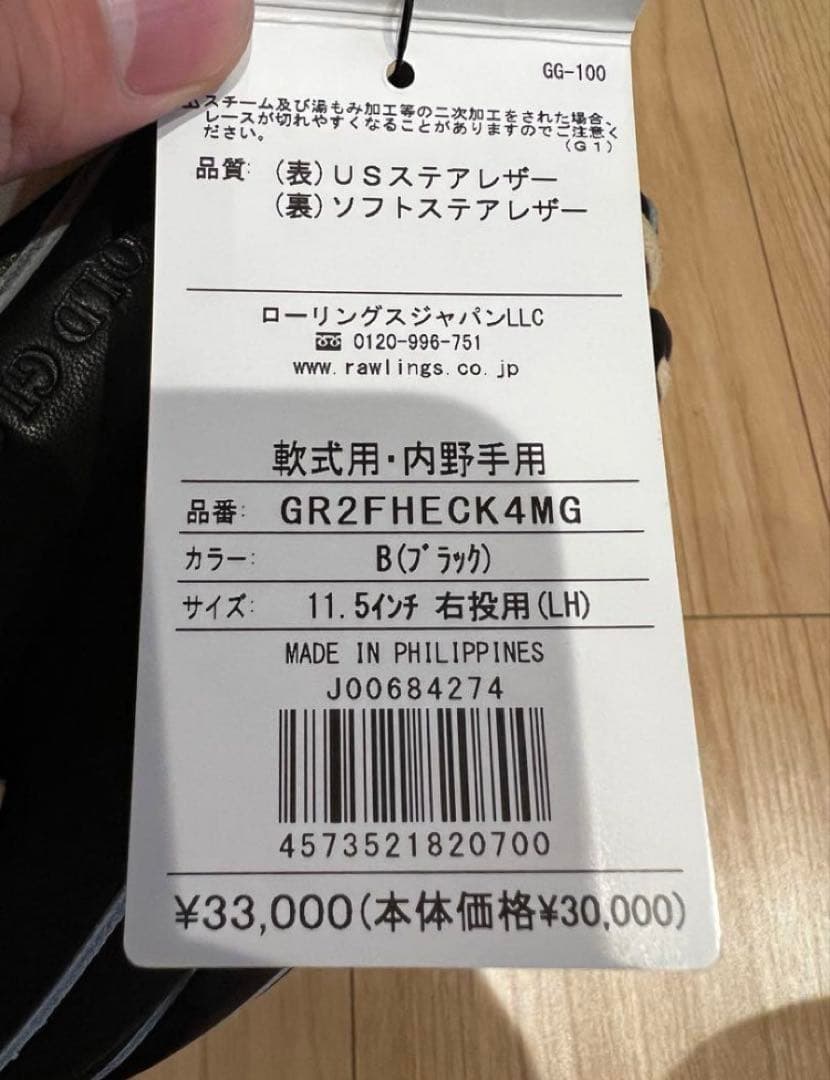 GG-100
⚠スチーム及び湯もみ加工等の二次加工をされた場合、
レースが切れやすくなることがありますのでご注意く
ださい。
(G1)
品質: (表)USステアレザー
(裏)ソフトステアレザー
ローリングスジャパンLLC
0120-996-751
www.rawlings.co.jp
軟式用・内野手用
品番: GR2FHECK4MG
カラー: B(ﾌﾞﾗｯｸ)
サイズ: 11.5ｲﾝﾁ 右投用(LH)
MADE IN PHILIPPINES
J00684274
4573521820700
¥33,000(本体価格¥30,000)